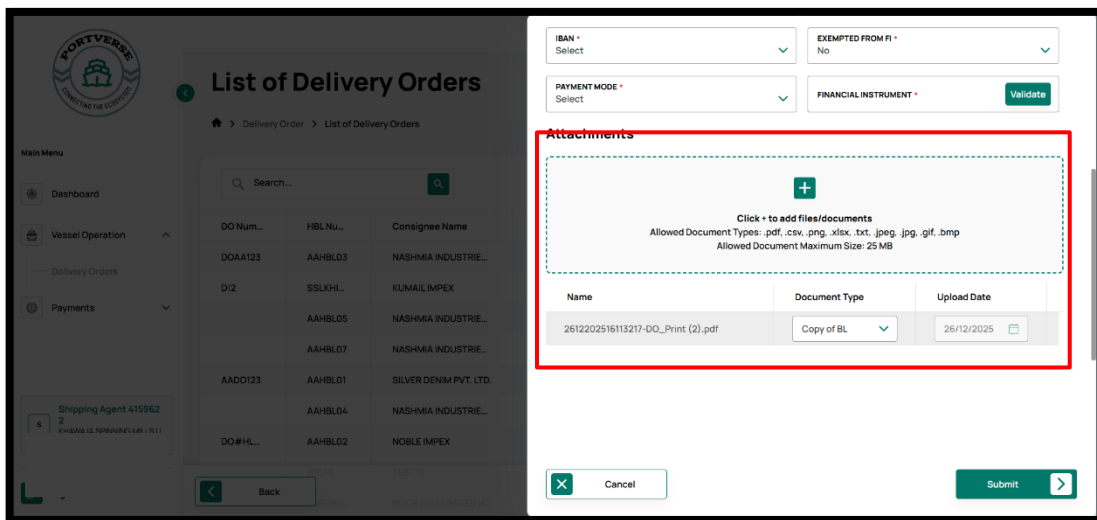 PORTVERSE
CONNECTING THE ECOSYSTEM
Main Menu
Dashboard
Vessel Operation
Delivery Orders
Payments
Shipping Agent 415962
2
S
List of Delivery Orders
Delivery Order > List of Delivery Orders
Search...
DO Num... HBL Nu... Consignee Name
DOAA123 AAHBL03 NASHMIA INDUSTRIE...
D!2 SSLKHI... KUMAIL IMPEX
AAHBL05 NASHMIA INDUSTRIE...
AAHBL07 NASHMIA INDUSTRIE...
AADO123 AAHBL01 SILVER DENIM PVT. LTD.
AAHBL04 NASHMIA INDUSTRIE...
DO#HL... AAHBL02 NOBLE IMPEX
Back
IBAN *
Select
EXEMPTED FROM FI *
No
PAYMENT MODE *
Select
FINANCIAL INSTRUMENT *
Validate
Attachments
Click + to add files/documents
Allowed Document Types: .pdf, .csv, .png, .xlsx, .txt, .jpeg, .jpg, .gif, .bmp
Allowed Document Maximum Size: 25 MB
Name Document Type Upload Date
2612202516113217-DO_Print (2).pdf Copy of BL 26/12/2025
Cancel
Submit